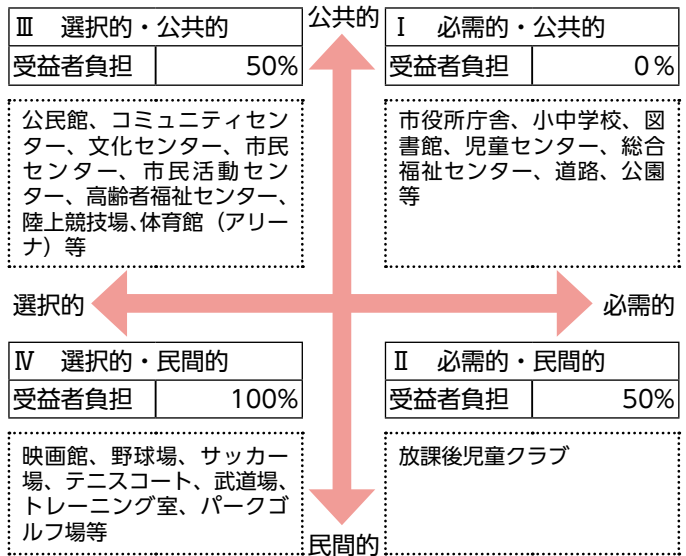 公共的
Ⅲ 選択的・公共的
受益者負担 50%
公民館、コミュニティセン
ター、文化センター、市民
センター、市民活動セン
ター、高齢者福祉センター、
陸上競技場、体育館（アリー
ナ）等
Ⅰ 必需的・公共的
受益者負担 0%
市役所庁舎、小中学校、図
書館、児童センター、総合
福祉センター、道路、公園
等
選択的
必需的
Ⅳ 選択的・民間的
受益者負担 100%
映画館、野球場、サッカー
場、テニスコート、武道場、
トレーニング室、パークゴ
ルフ場等
Ⅱ 必需的・民間的
受益者負担 50%
放課後児童クラブ
民間的